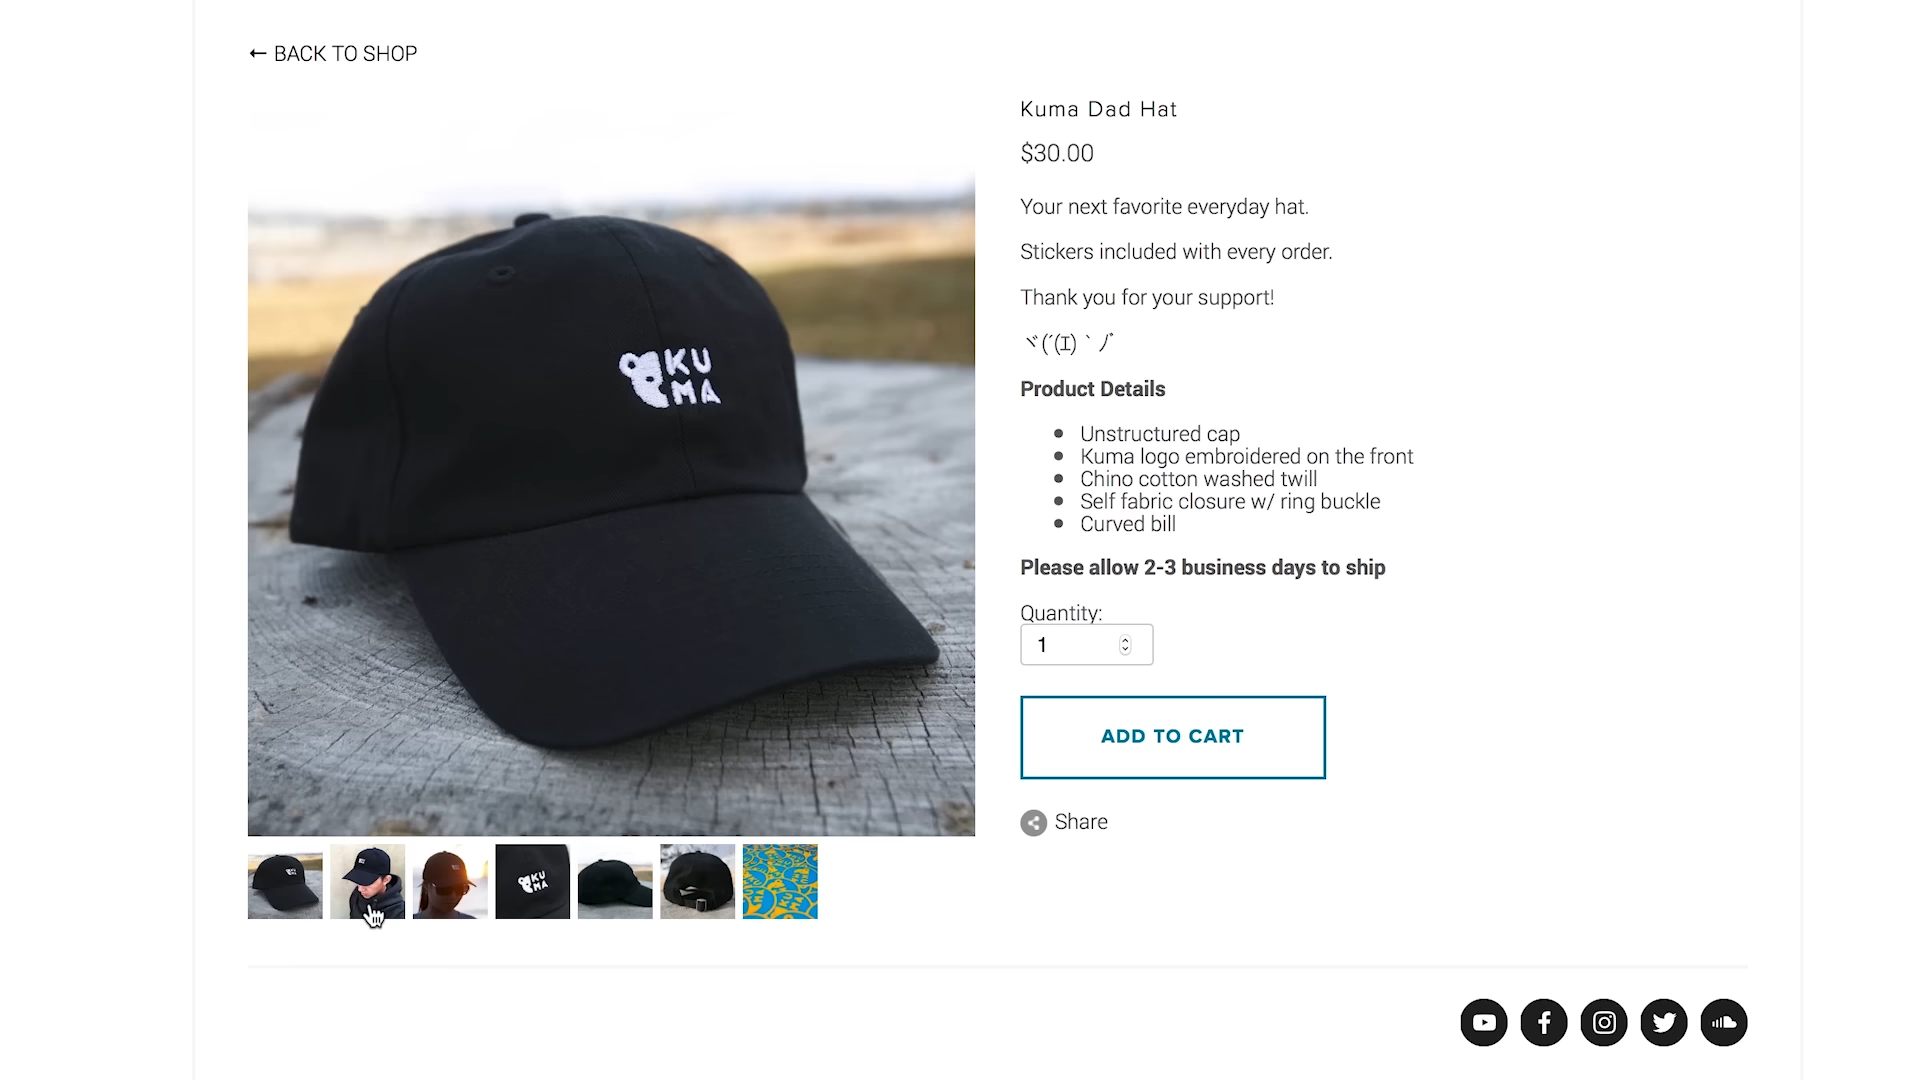 ← BACK TO SHOP
Kuma Dad Hat
$30.00
Your next favorite everyday hat.
Stickers included with every order.
Thank you for your support!
ヾ(´(エ)｀ﾉﾞ
Product Details
Unstructured cap
Kuma logo embroidered on the front
Chino cotton washed twill
Self fabric closure w/ ring buckle
Curved bill
Please allow 2-3 business days to ship
Quantity:
1
ADD TO CART
Share
KU
MA
KU
MA